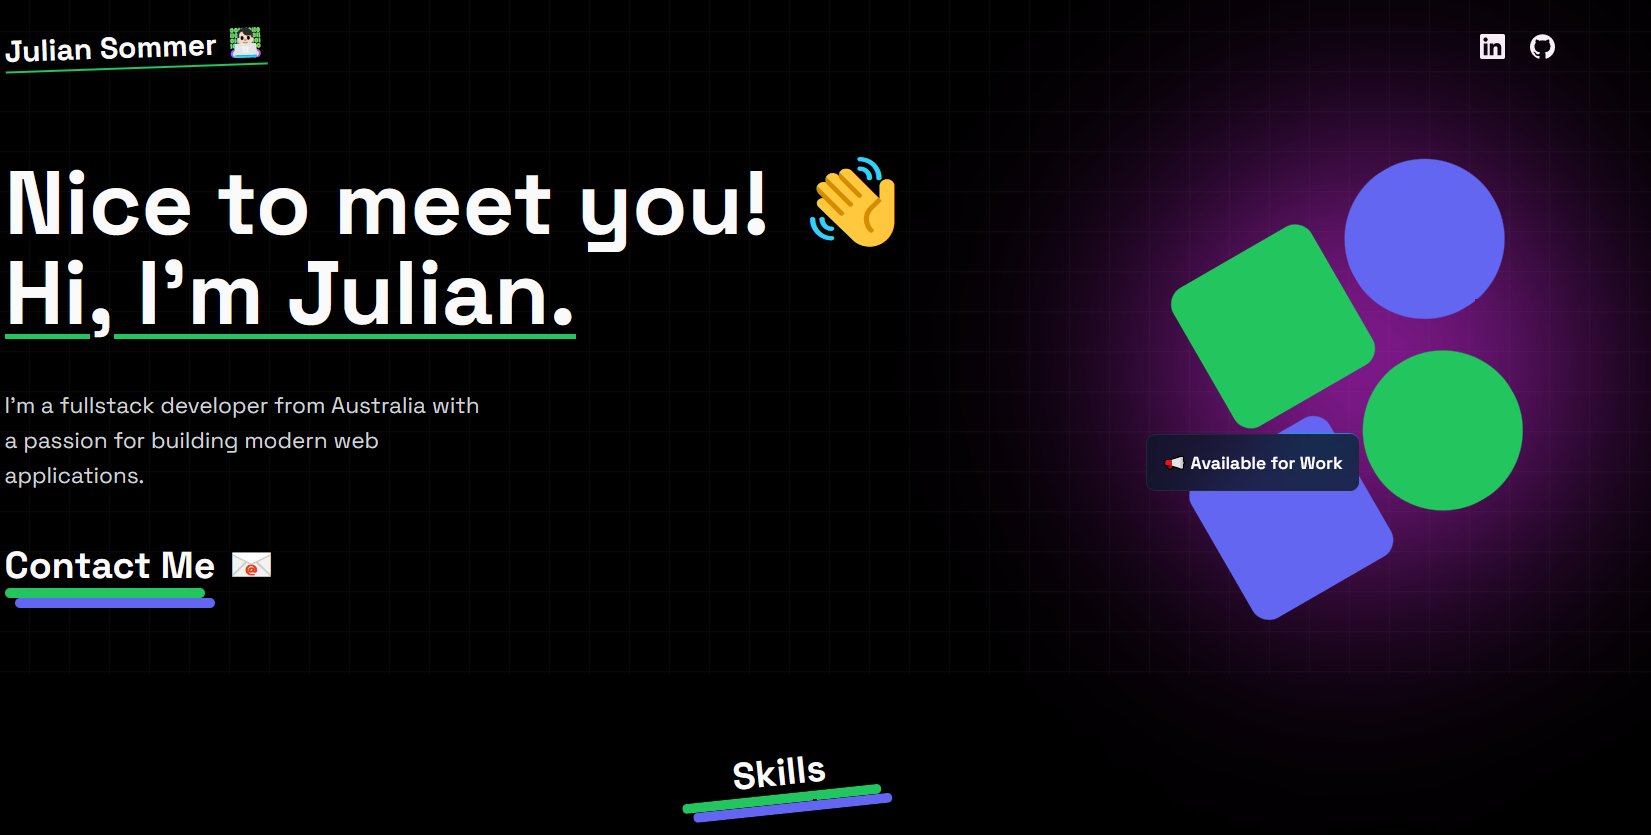 Julian Sommer
Nice to meet you! 👋
Hi, I'm Julian.
I'm a fullstack developer from Australia with
a passion for building modern web
applications.
Available for Work
Contact Me
Skills